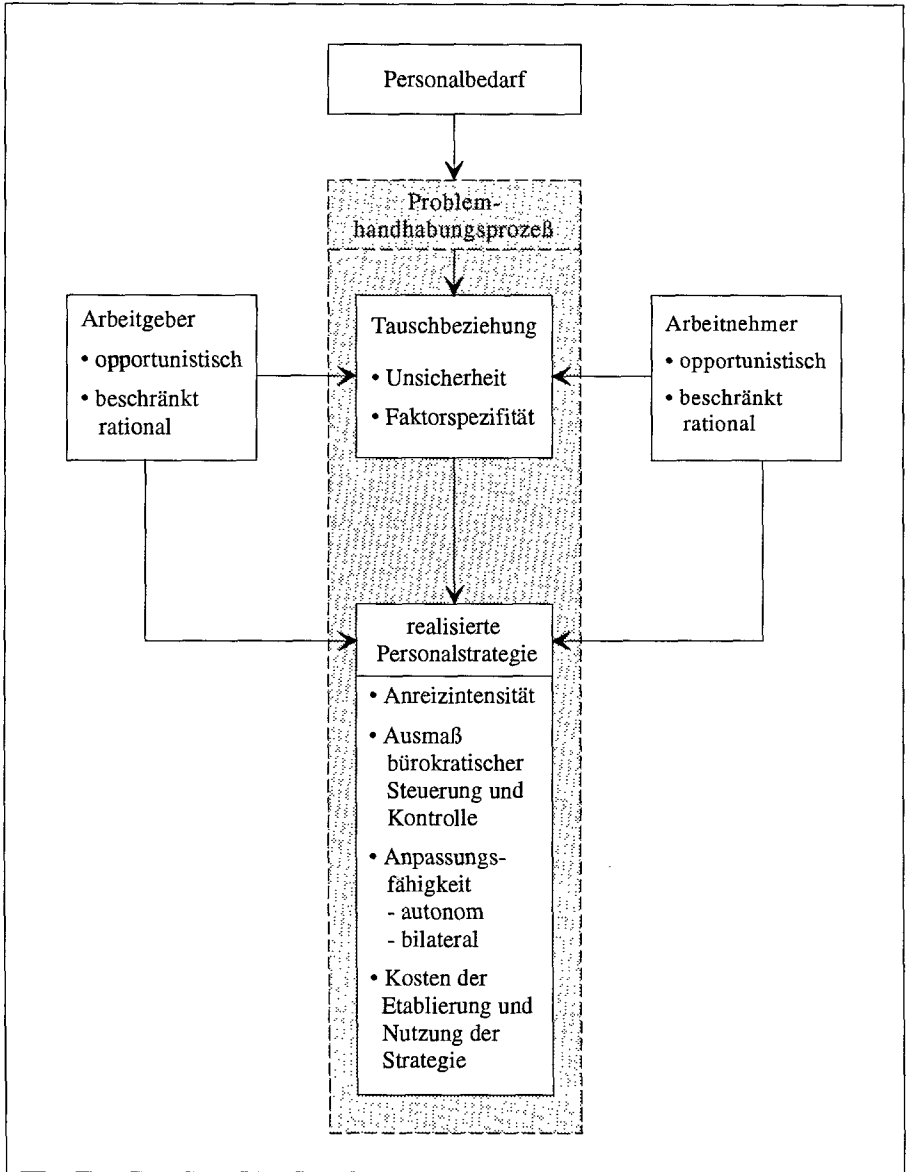 Personalbedarf
Problem-
handhabungsprozeß
Arbeitgeber
• opportunistisch
• beschränkt
rational
Tauschbeziehung
• Unsicherheit
• Faktorspezifität
Arbeitnehmer
• opportunistisch
• beschränkt
rational
realisierte
Personalstrategie
• Anreizintensität
• Ausmaß
bürokratischer
Steuerung und
Kontrolle
• Anpassungs-
fähigkeit
- autonom
- bilateral
• Kosten der
Etablierung und
Nutzung der
Strategie